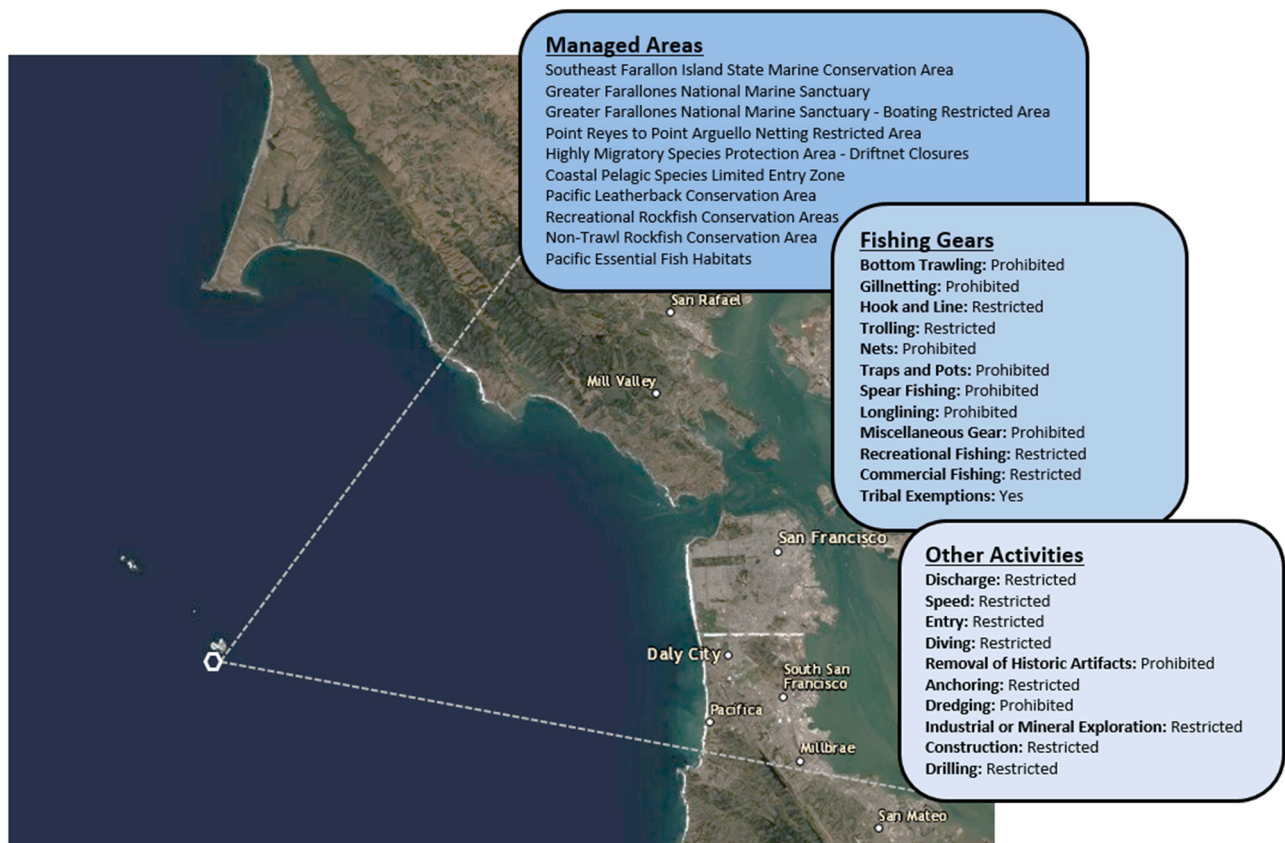 Managed Areas
Southeast Farallon Island State Marine Conservation Area
Greater Farallones National Marine Sanctuary
Greater Farallones National Marine Sanctuary - Boating Restricted Area
Point Reyes to Point Arguello Netting Restricted Area
Highly Migratory Species Protection Area - Driftnet Closures
Coastal Pelagic Species Limited Entry Zone
Pacific Leatherback Conservation Area
Recreational Rockfish Conservation Areas
Non-Trawl Rockfish Conservation Area
Pacific Essential Fish Habitats
Fishing Gears
Bottom Trawling: Prohibited
Gillnetting: Prohibited
Hook and Line: Restricted
Trolling: Restricted
Nets: Prohibited
Traps and Pots: Prohibited
Spear Fishing: Prohibited
Longlining: Prohibited
Miscellaneous Gear: Prohibited
Recreational Fishing: Restricted
Commercial Fishing: Restricted
Tribal Exemptions: Yes
Other Activities
Discharge: Restricted
Speed: Restricted
Entry: Restricted
Diving: Restricted
Removal of Historic Artifacts: Prohibited
Anchoring: Restricted
Dredging: Prohibited
Industrial or Mineral Exploration: Restricted
Construction: Restricted
Drilling: Restricted
San Rafael
Mill Valley
San Francisco
Daly City
South San
Francisco
Pacifica
Millbrae
San Mateo